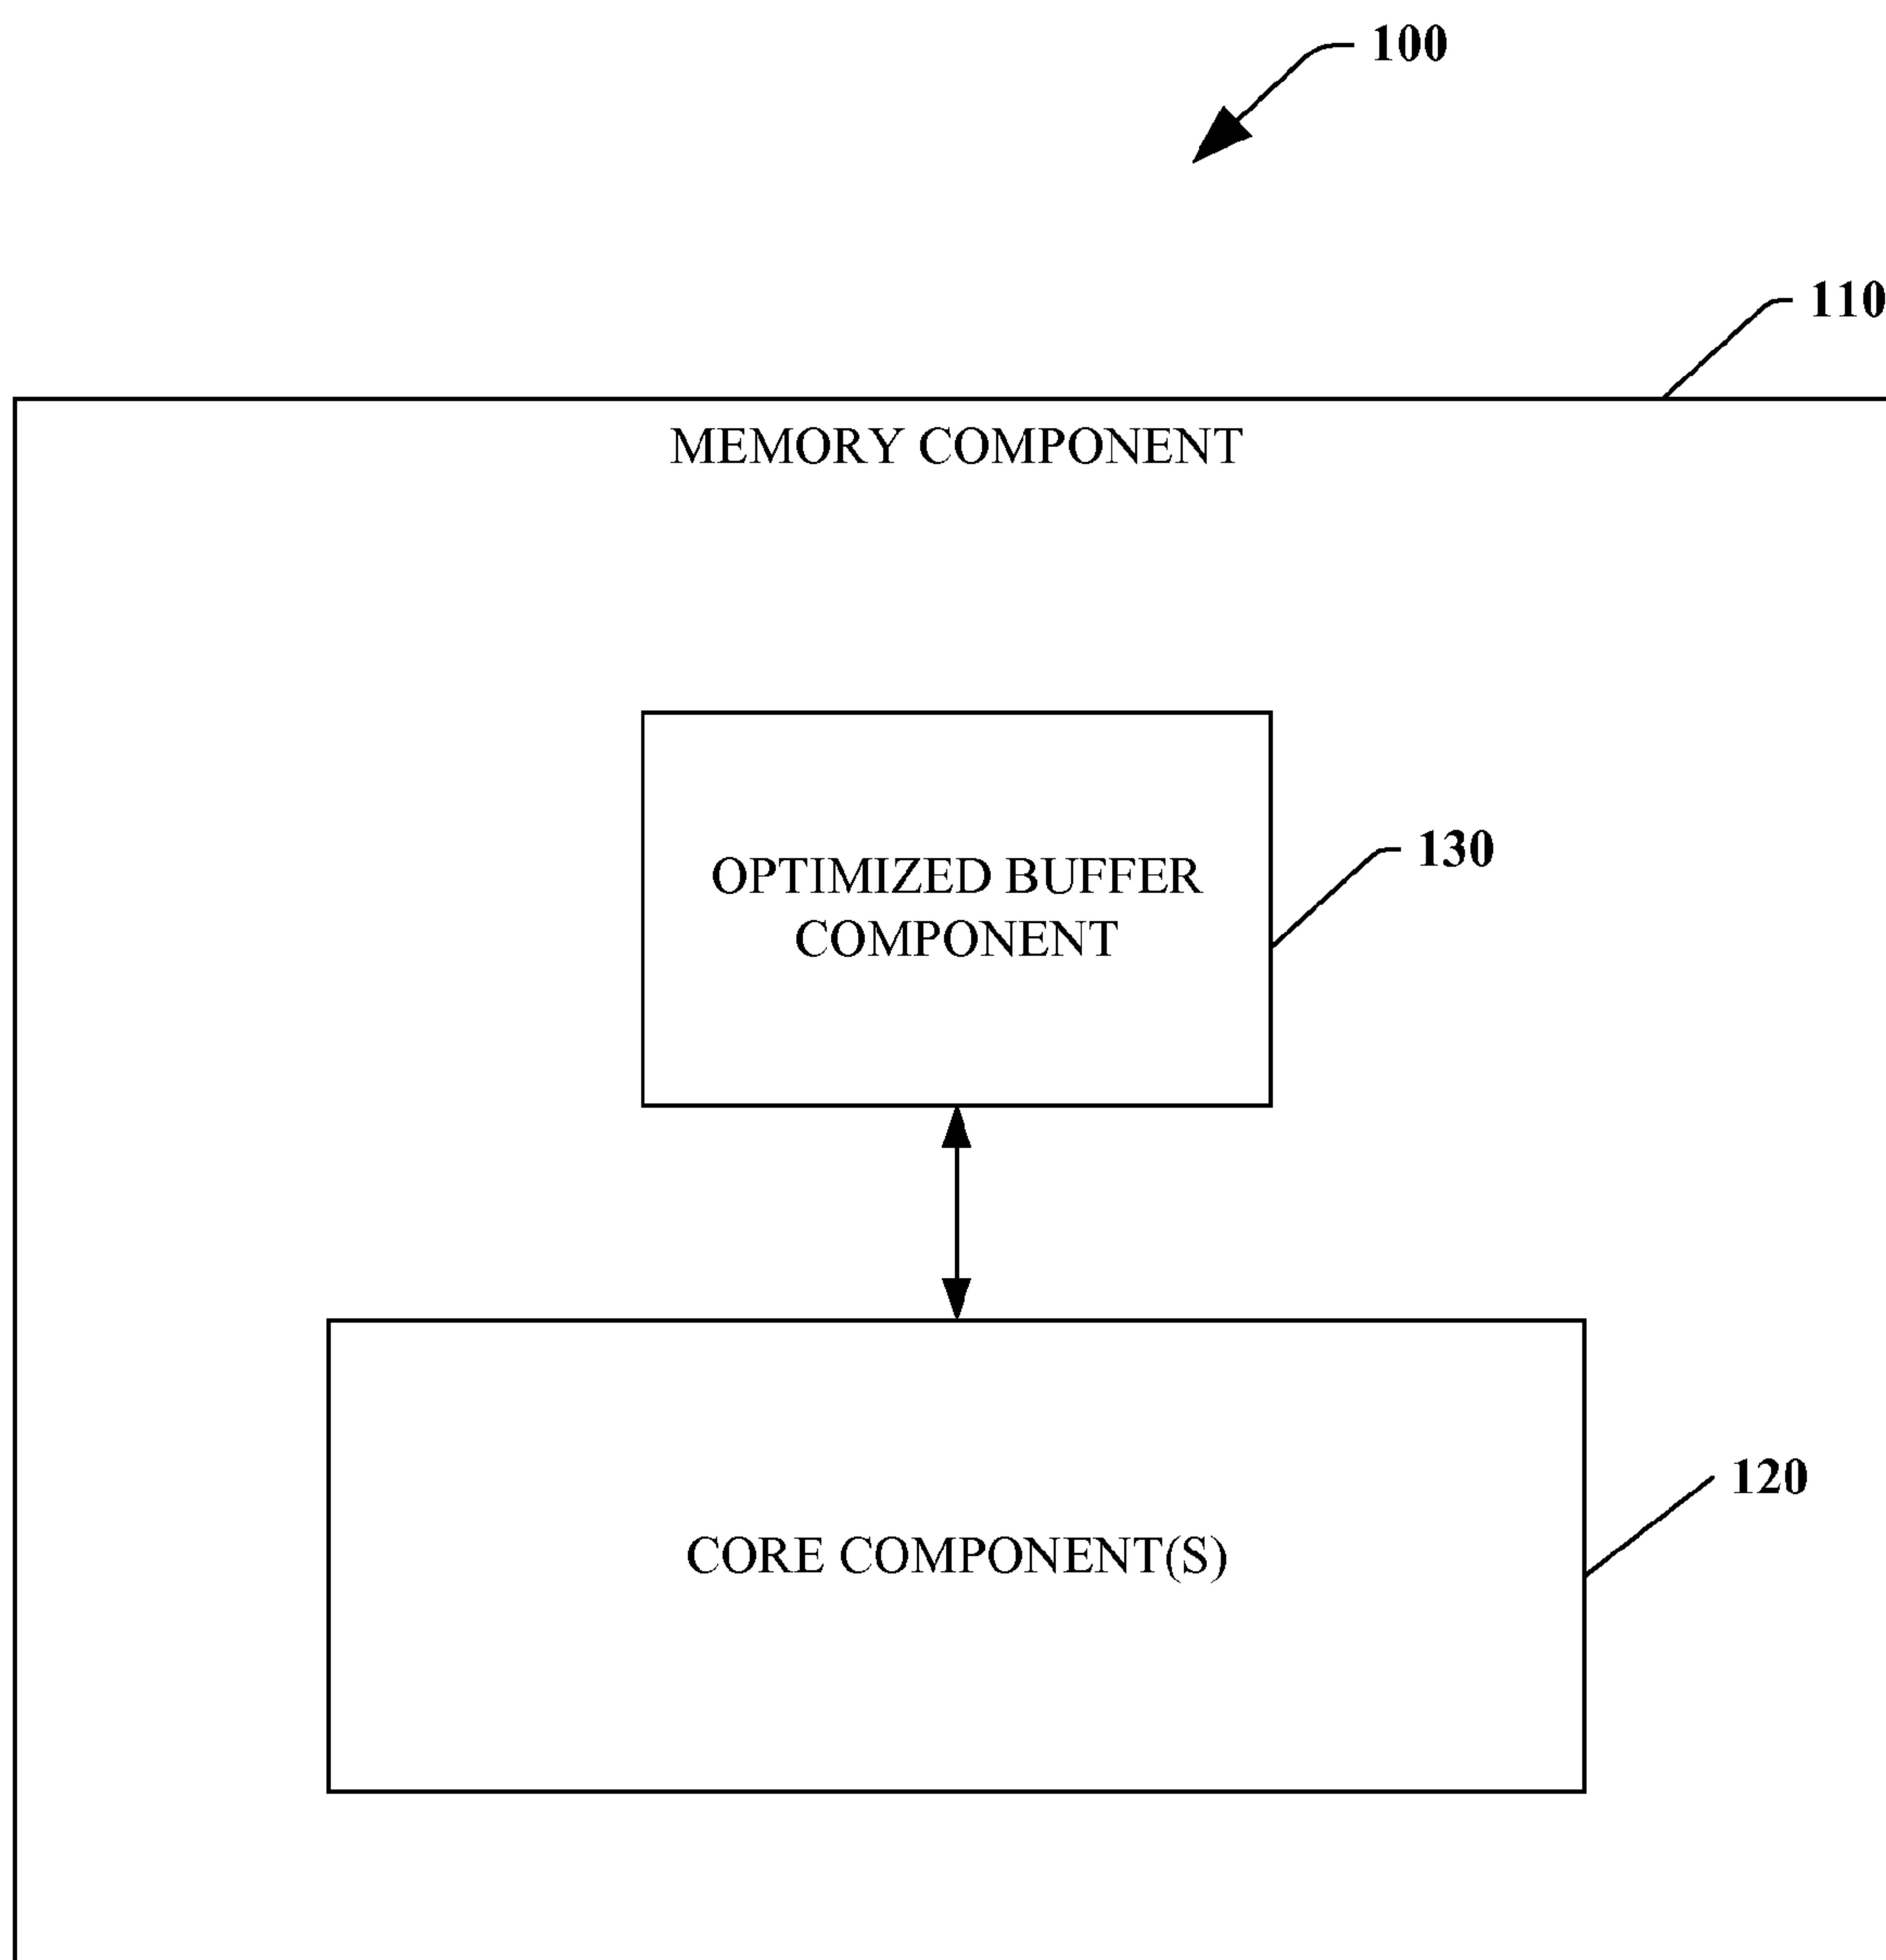 100
110
MEMORY COMPONENT
OPTIMIZED BUFFER
COMPONENT
130
CORE COMPONENT(S)
120